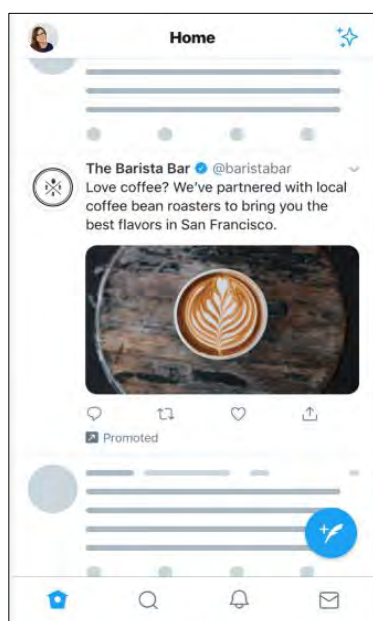 Home
The Barista Bar @baristabar
Love coffee? We've partnered with local
coffee bean roasters to bring you the
best flavors in San Francisco.
Promoted